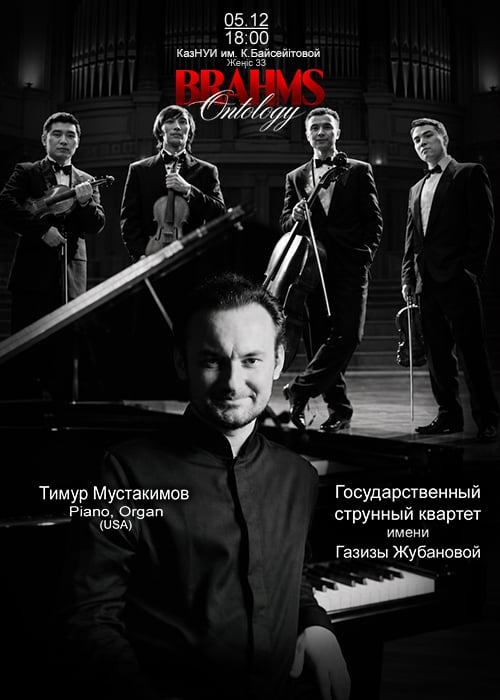 05.12
18:00
КазНУИ им. К.Байсейітовой
Жеңіс 33
BRAHMS
Ontology
Тимур Мустакимов
Piano, Organ
(USA)
Государственный
струнный квартет
имени
Газизы Жубановой